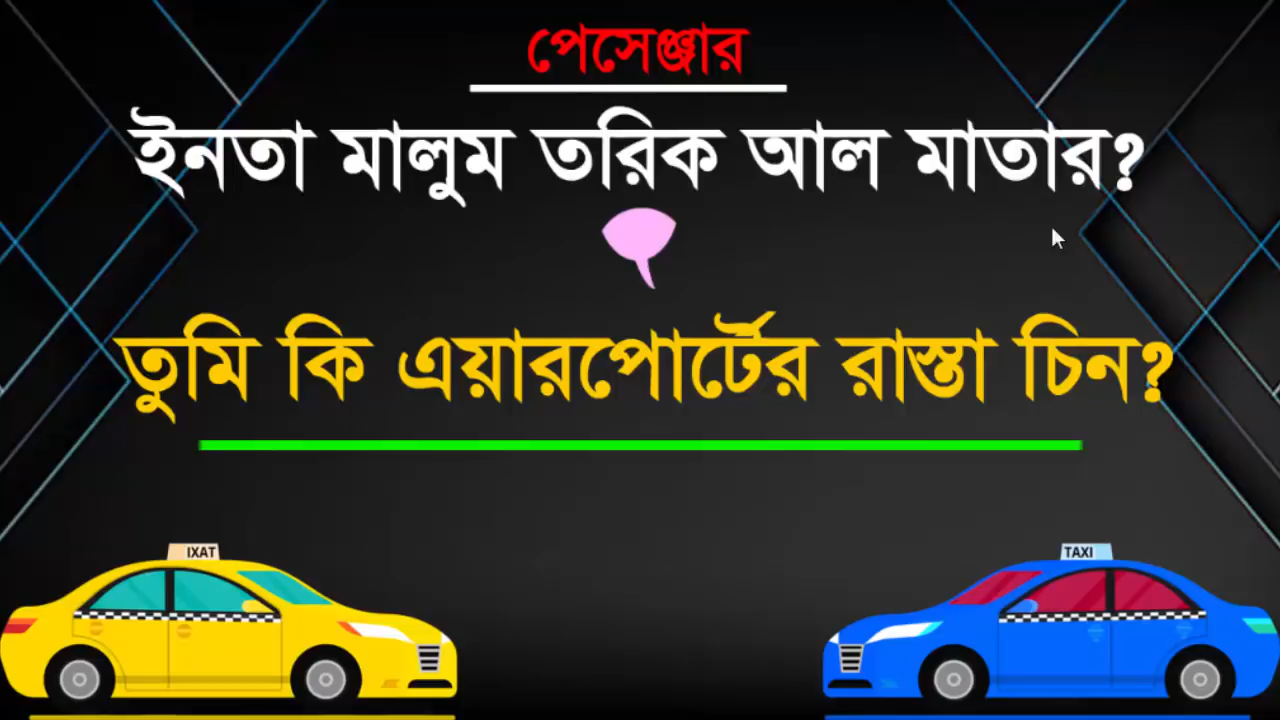 পেসেঞ্জার
ইনতা মালুম তরিক আল মাতার?
তুমি কি এয়ারপোর্টের রাস্তা চিন?
IXAT
TAXI